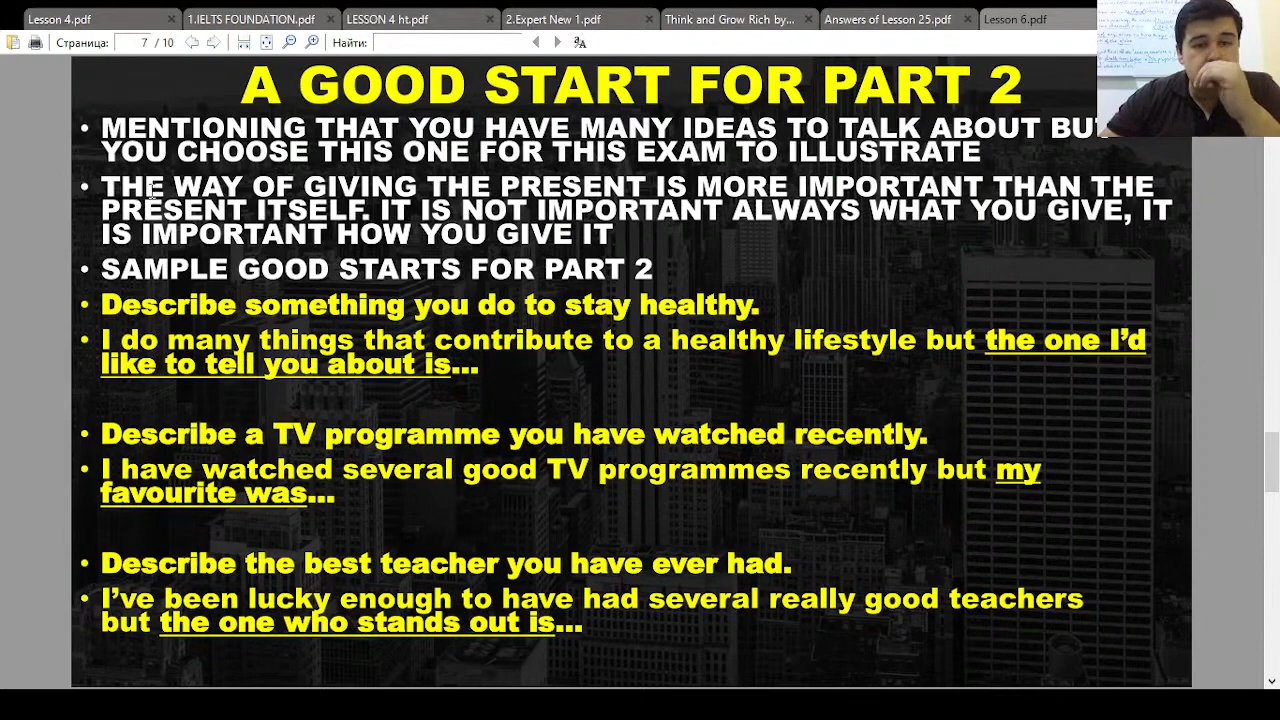 Lesson 4.pdf × 1.IELTS FOUNDATION.pdf × LESSON 4 ht.pdf × 2.Expert New 1.pdf × Think and Grow Rich by... × Answers of Lesson 25.pdf × Lesson 6.pdf
Страница: 7 / 10 Найти:
A GOOD START FOR PART 2
• MENTIONING THAT YOU HAVE MANY IDEAS TO TALK ABOUT
YOU CHOOSE THIS ONE FOR THIS EXAM TO ILLUSTRATE
• THE WAY OF GIVING THE PRESENT IS MORE IMPORTANT THAN THE
PRESENT ITSELF. IT IS NOT IMPORTANT ALWAYS WHAT YOU GIVE, IT
IS IMPORTANT HOW YOU GIVE IT
• SAMPLE GOOD STARTS FOR PART 2
• Describe something you do to stay healthy.
• I do many things that contribute to a healthy lifestyle but the one I’d
like to tell you about is...
• Describe a TV programme you have watched recently.
• I have watched several good TV programmes recently but my
favourite was...
• Describe the best teacher you have ever had.
• I’ve been lucky enough to have had several really good teachers
but the one who stands out is...